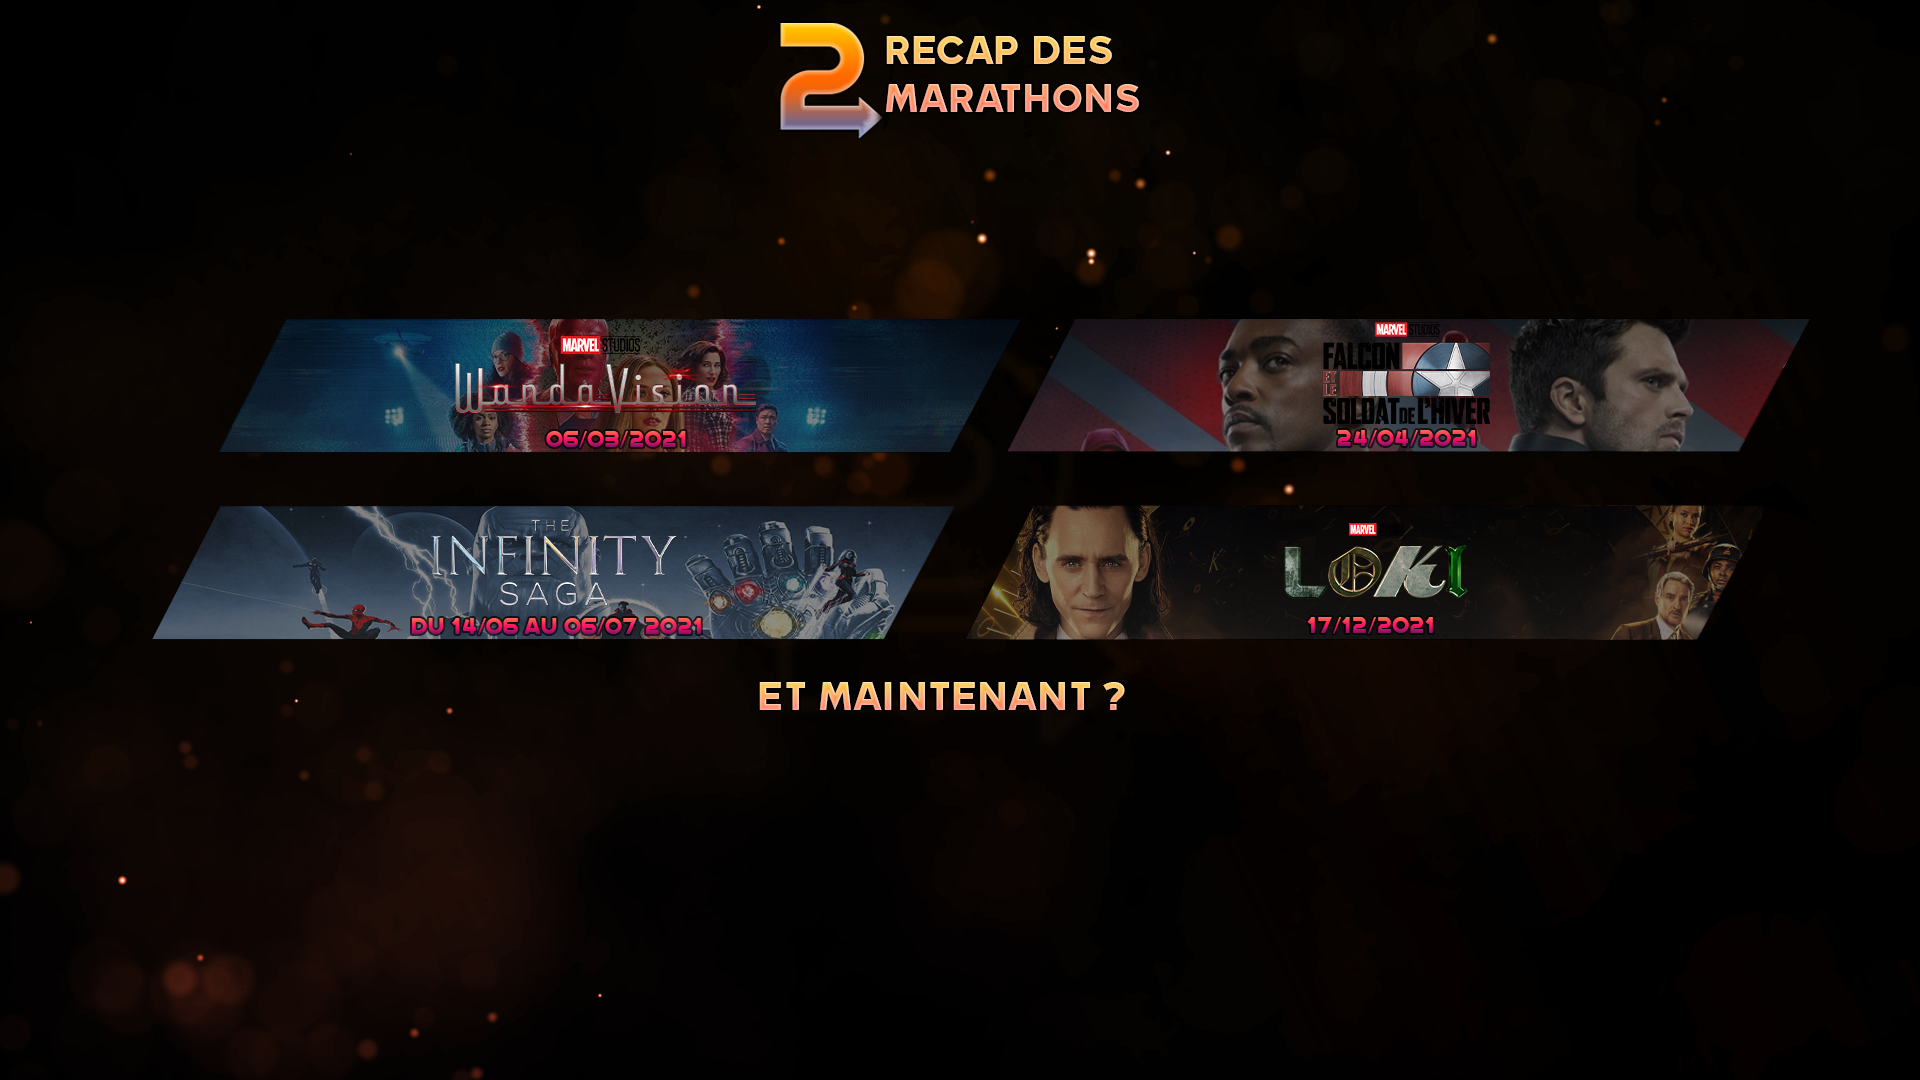 2 RECAP DES
MARATHONS
MARVEL STUDIOS
WandaVision
06/03/2021
MARVEL STUDIOS
FALCON
ET
LE
SOLDAT DE L'HIVER
24/04/2021
THE
INFINITY
SAGA
DU 14/06 AU 06/07 2021
MARVEL
LOKI
17/12/2021
ET MAINTENANT ?